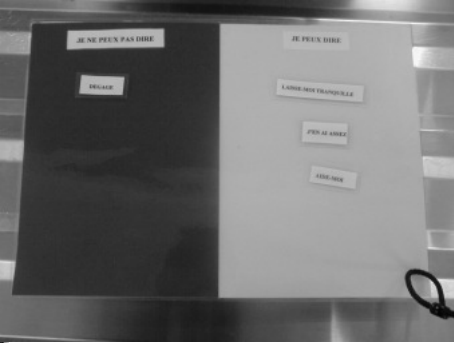 JE NE PEUX PAS DIRE
DEGAGE
JE PEUX DIRE
LAISSE-MOI TRANQUILLE
J'EN AI ASSEZ
AIDE-MOI